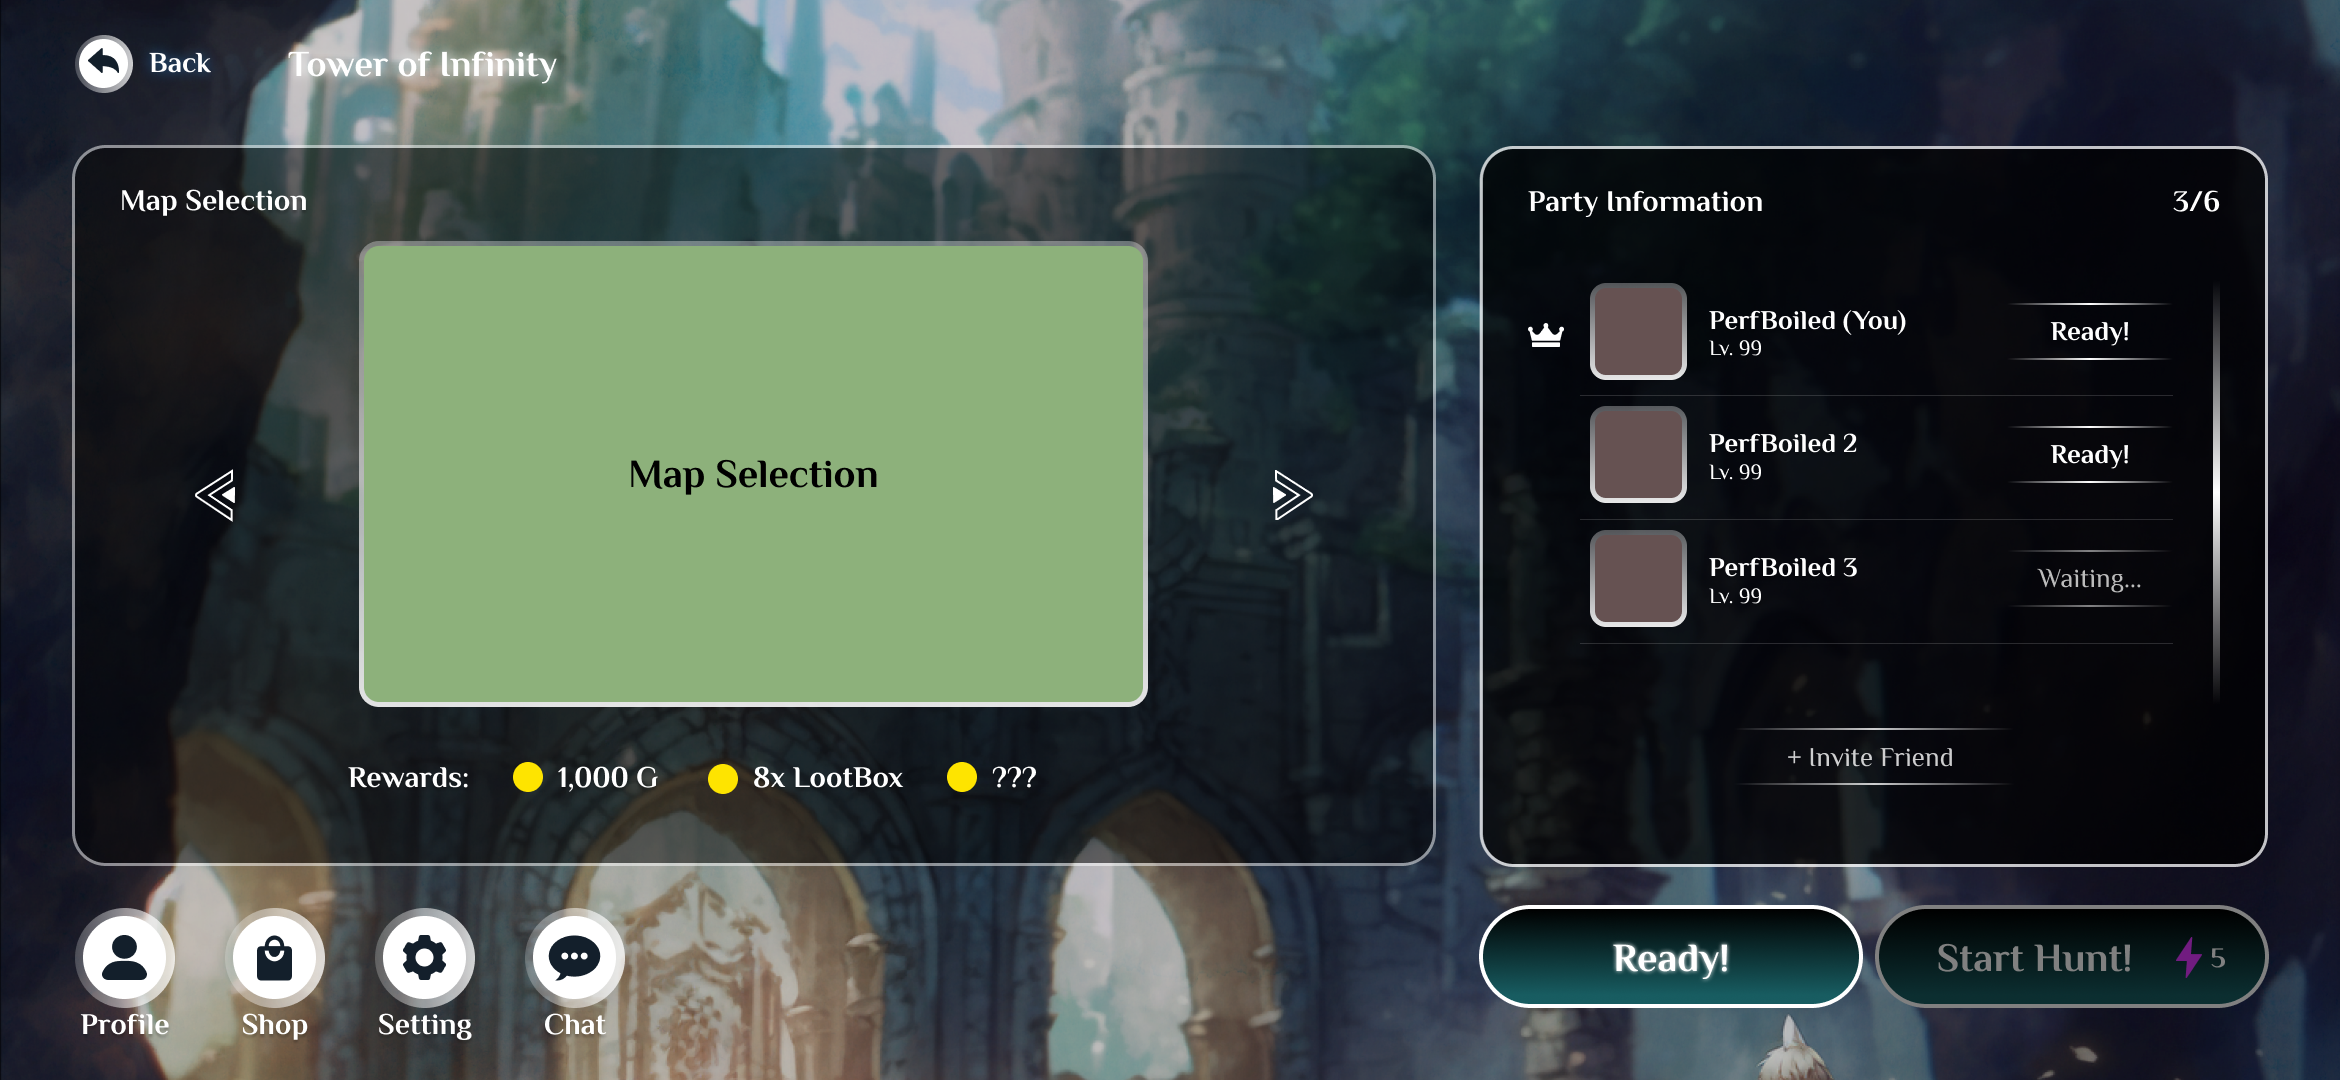 Back
Tower of Infinity
Map Selection
Map Selection
Rewards: 1,000 G 8x LootBox ???
Party Information 3/6
PerfBoiled (You)
Lv. 99
Ready!
PerfBoiled 2
Lv. 99
Ready!
PerfBoiled 3
Lv. 99
Waiting...
+ Invite Friend
Profile
Shop
Setting
Chat
Ready!
Start Hunt! 5